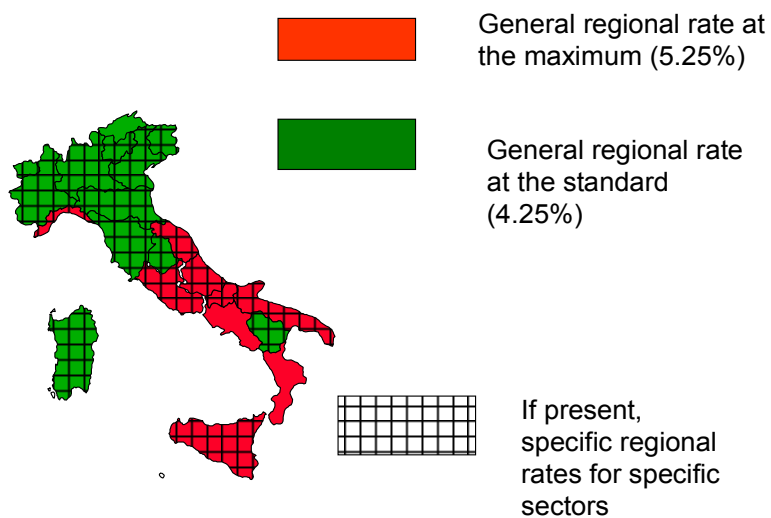 General regional rate at
the maximum (5.25%)
General regional rate
at the standard
(4.25%)
If present,
specific regional
rates for specific
sectors